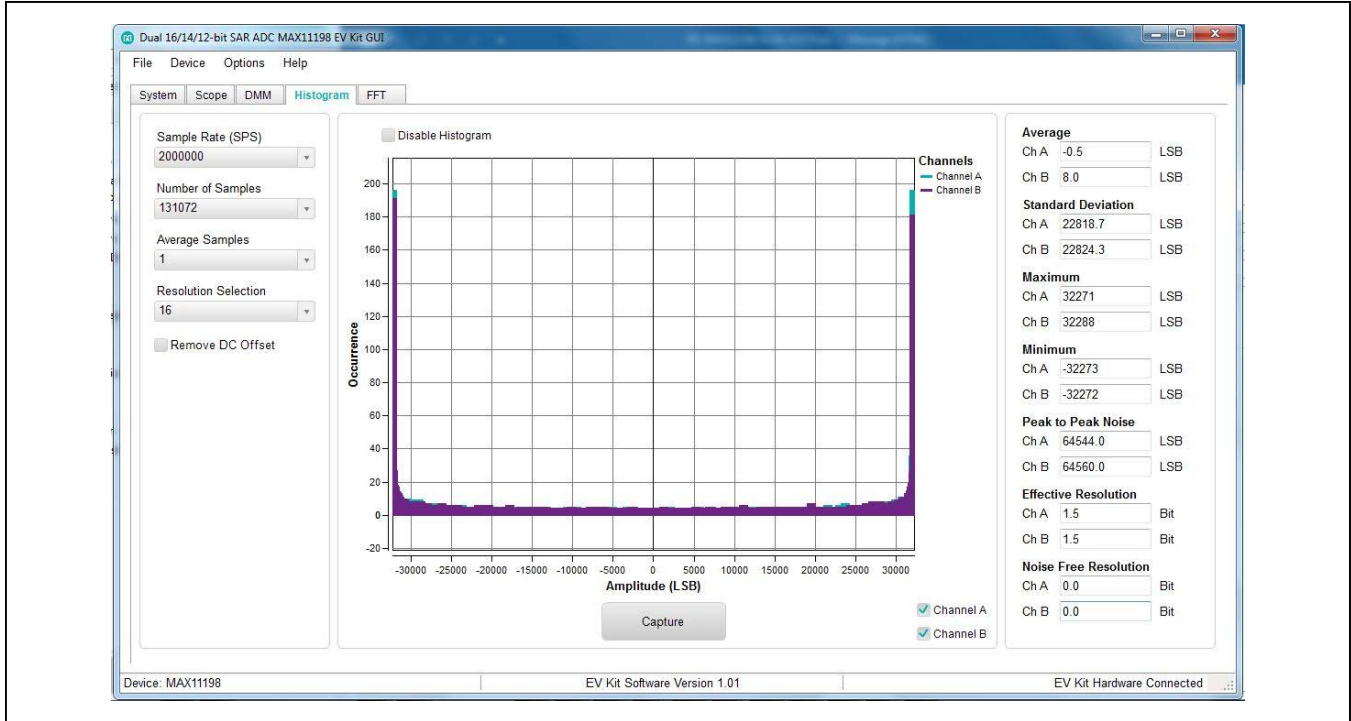 Dual 16/14/12-bit SAR ADC MAX11198 EV Kit GUI
File Device Options Help
System Scope DMM Histogram FFT
Sample Rate (SPS)
2000000
Number of Samples
131072
Average Samples
1
Resolution Selection
16
Remove DC Offset
Disable Histogram
Channels
Channel A
Channel B
Occurrence
200
180
160
140
120
100
80
60
40
20
0
-20
-30000 -25000 -20000 -15000 -10000 -5000 0 5000 10000 15000 20000 25000 30000
Amplitude (LSB)
Capture
Channel A
Channel B
Average
Ch A -0.5 LSB
Ch B 8.0 LSB
Standard Deviation
Ch A 22818.7 LSB
Ch B 22824.3 LSB
Maximum
Ch A 32271 LSB
Ch B 32288 LSB
Minimum
Ch A -32273 LSB
Ch B -32272 LSB
Peak to Peak Noise
Ch A 64544.0 LSB
Ch B 64560.0 LSB
Effective Resolution
Ch A 1.5 Bit
Ch B 1.5 Bit
Noise Free Resolution
Ch A 0.0 Bit
Ch B 0.0 Bit
Device: MAX11198
EV Kit Software Version 1.01
EV Kit Hardware Connected